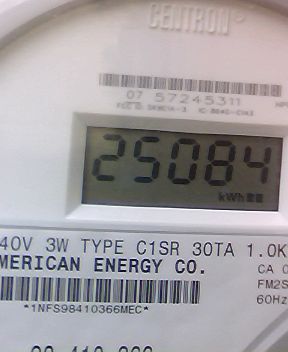 CENTRON®
07 57245311
25084
kWh
40V 3W TYPE C1SR 30TA 1.0K
MERICAN ENERGY CO.
CA 0
FM2S
60Hz
*1NFS98410366MEC*